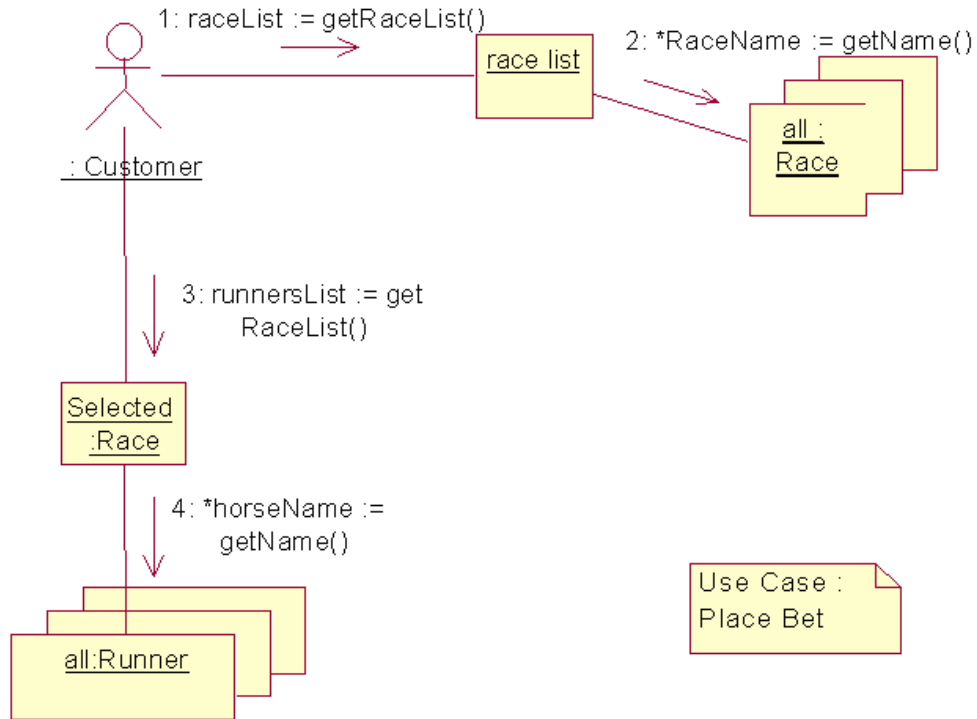 1: raceList := getRaceList()
race list
2: *RaceName := getName()
all :
Race
: Customer
3: runnersList := get
RaceList()
Selected
:Race
4: *horseName :=
getName()
all:Runner
Use Case :
Place Bet